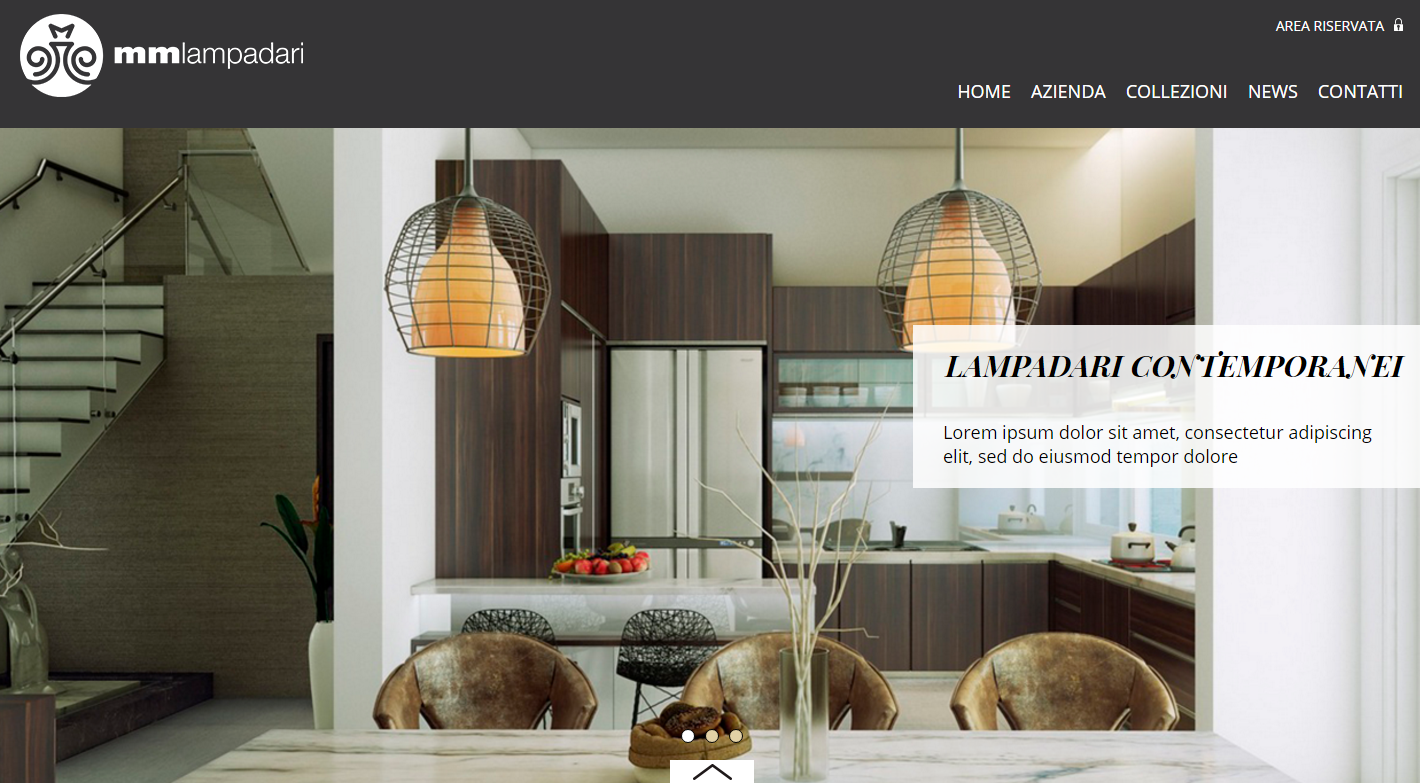 mmlampadari
AREA RISERVATA
HOME AZIENDA COLLEZIONI NEWS CONTATTI
LAMPADARI CONTEMPORANEI
Lorem ipsum dolor sit amet, consectetur adipiscing
elit, sed do eiusmod tempor dolore